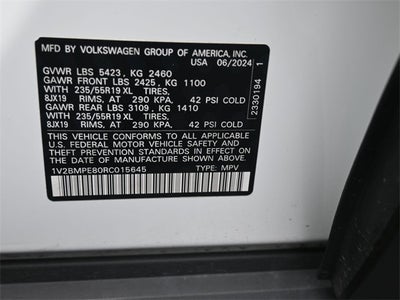 MFD. BY VOLKSWAGEN GROUP OF AMERICA, INC.
USA 06/2024 1
GVWR LBS 5423 , KG 2460
GAWR FRONT LBS 2425 , KG 1100
WITH 235/55R19 XL TIRES.
8JX19 RIMS, AT 290 KPA. 42 PSI COLD
GAWR REAR LBS 3109 , KG 1410
WITH 235/55R19 XL TIRES.
8JX19 RIMS, AT 290 KPA. 42 PSI COLD
THIS VEHICLE CONFORMS TO ALL APPLICABLE
U.S. FEDERAL MOTOR VEHICLE SAFETY AND
THEFT PREVENTION STANDARDS IN EFFECT ON
THE DATE OF MANUFACTURE SHOWN ABOVE.
1V2BMPE80RC015645 TYPE: MPV
2330194